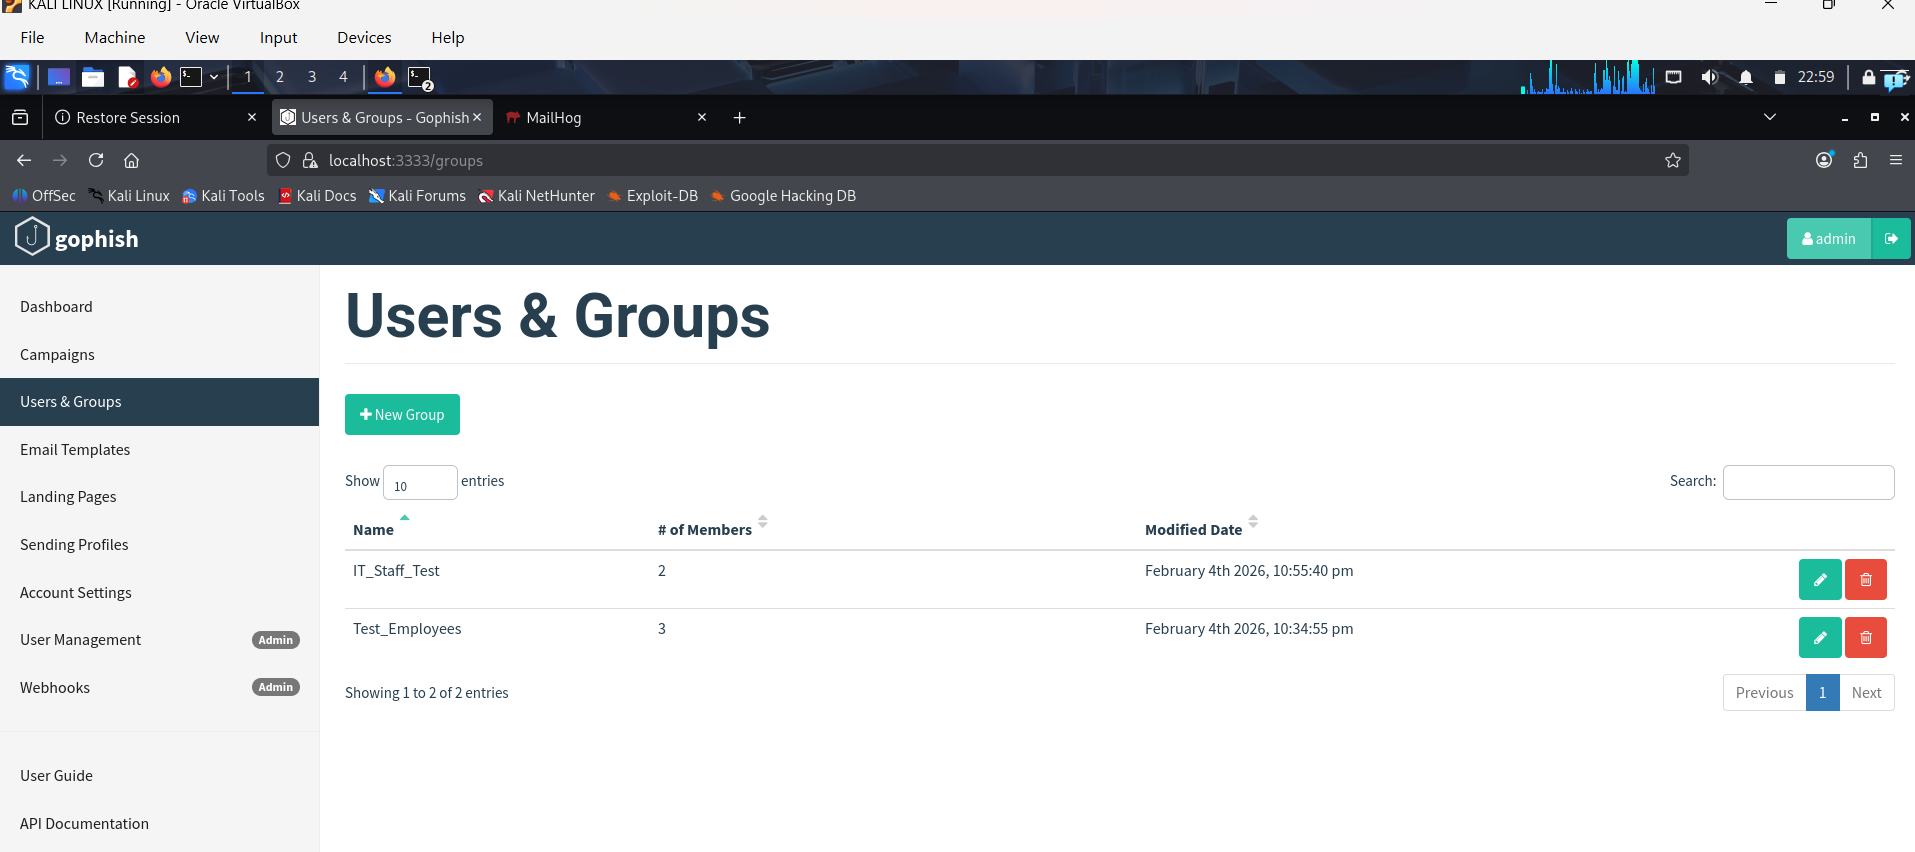 KALI LINUX [Running] - Oracle VirtualBox
File Machine View Input Devices Help
1 2 3 4 2 22:59
Restore Session Users & Groups - Gophish MailHog
localhost:3333/groups
OffSec Kali Linux Kali Tools Kali Docs Kali Forums Kali NetHunter Exploit-DB Google Hacking DB
gophish admin
Dashboard
Campaigns
Users & Groups
Email Templates
Landing Pages
Sending Profiles
Account Settings
User Management Admin
Webhooks Admin
User Guide
API Documentation
Users & Groups
New Group
Show 10 entries Search:
Name # of Members Modified Date
IT_Staff_Test 2 February 4th 2026, 10:55:40 pm
Test_Employees 3 February 4th 2026, 10:34:55 pm
Showing 1 to 2 of 2 entries Previous 1 Next